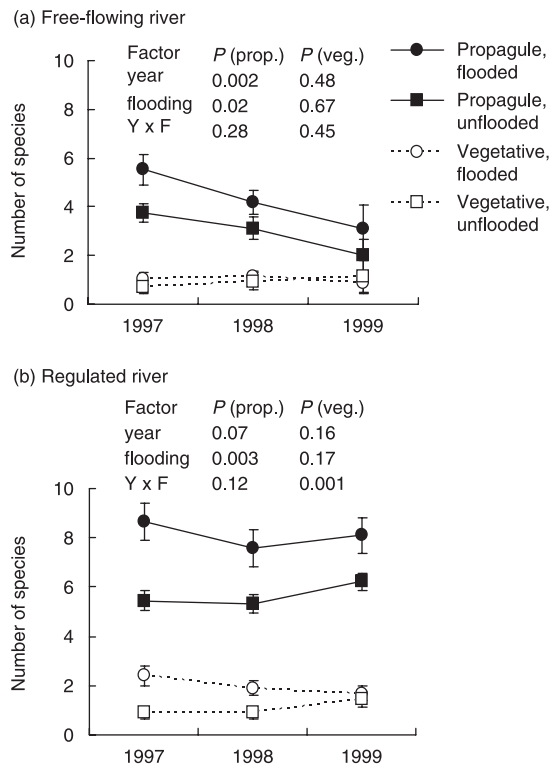 (a) Free-flowing river
Factor P (prop.) P (veg.)
year 0.002 0.48
flooding 0.02 0.67
Y x F 0.28 0.45
Propagule,
flooded
Propagule,
unflooded
Vegetative,
flooded
Vegetative,
unflooded
Number of species
10
8
6
4
2
0
1997 1998 1999
(b) Regulated river
Factor P (prop.) P (veg.)
year 0.07 0.16
flooding 0.003 0.17
Y x F 0.12 0.001
Number of species
10
8
6
4
2
0
1997 1998 1999